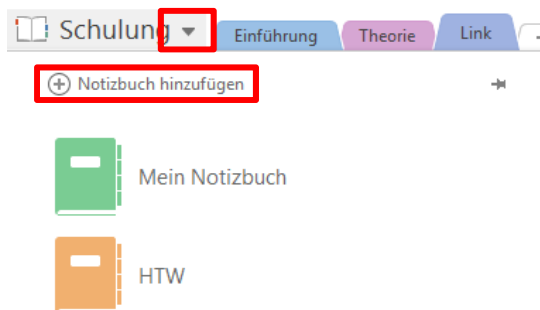 Schulung Einführung Theorie Link
Notizbuch hinzufügen
Mein Notizbuch
HTW